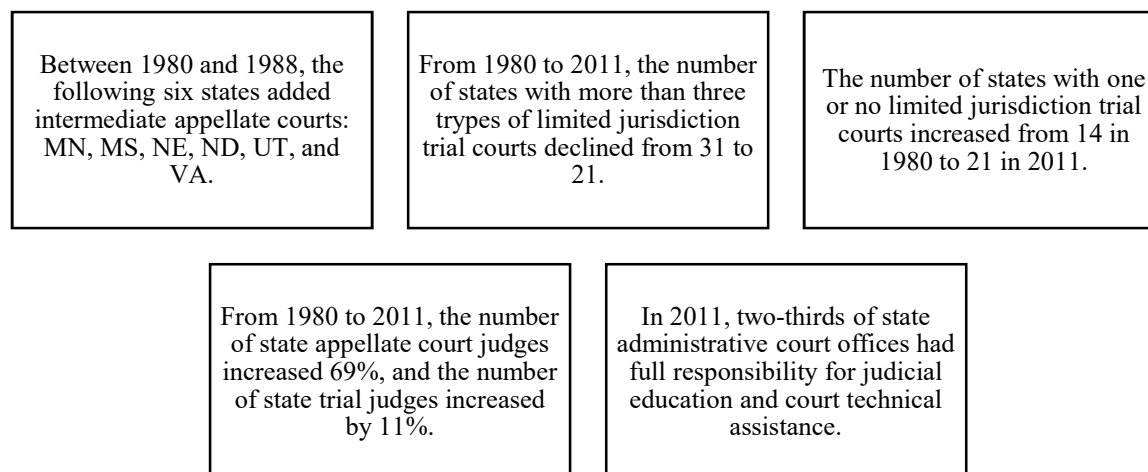 Between 1980 and 1988, the
following six states added
intermediate appellate courts:
MN, MS, NE, ND, UT, and
VA.
From 1980 to 2011, the number
of states with more than three
trypes of limited jurisdiction
trial courts declined from 31 to
21.
The number of states with one
or no limited jurisdiction trial
courts increased from 14 in
1980 to 21 in 2011.
From 1980 to 2011, the number
of state appellate court judges
increased 69%, and the number
of state trial judges increased
by 11%.
In 2011, two-thirds of state
administrative court offices had
full responsibility for judicial
education and court technical
assistance.